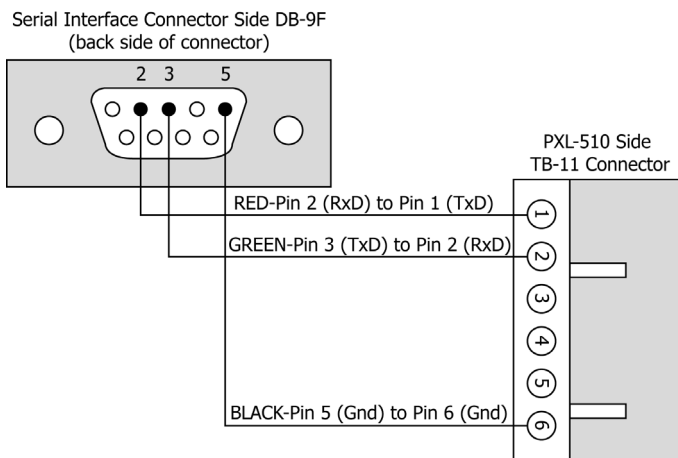 Serial Interface Connector Side DB-9F
(back side of connector)
2 3 5
PXL-510 Side
TB-11 Connector
RED-Pin 2 (RxD) to Pin 1 (TxD)
1
GREEN-Pin 3 (TxD) to Pin 2 (RxD)
2
3
4
5
BLACK-Pin 5 (Gnd) to Pin 6 (Gnd)
6